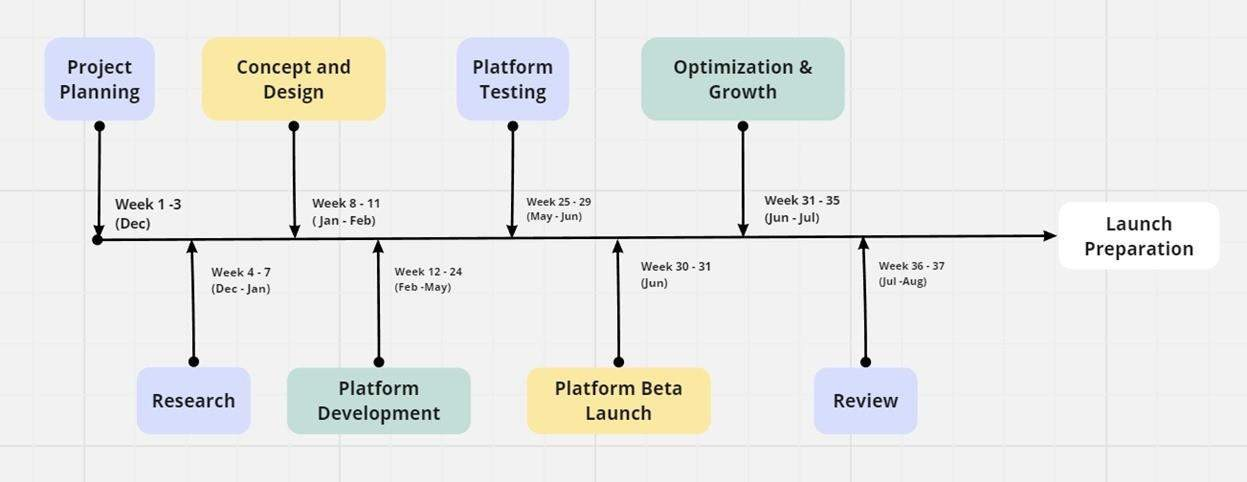 Project
Planning
Concept and
Design
Platform
Testing
Optimization &
Growth
Week 1 -3
(Dec)
Week 8 - 11
( Jan - Feb)
Week 25 - 29
(May - Jun)
Week 31 - 35
(Jun - Jul)
Launch
Preparation
Week 4 - 7
(Dec - Jan)
Week 12 - 24
(Feb -May)
Week 30 - 31
(Jun)
Week 36 - 37
(Jul -Aug)
Research
Platform
Development
Platform Beta
Launch
Review